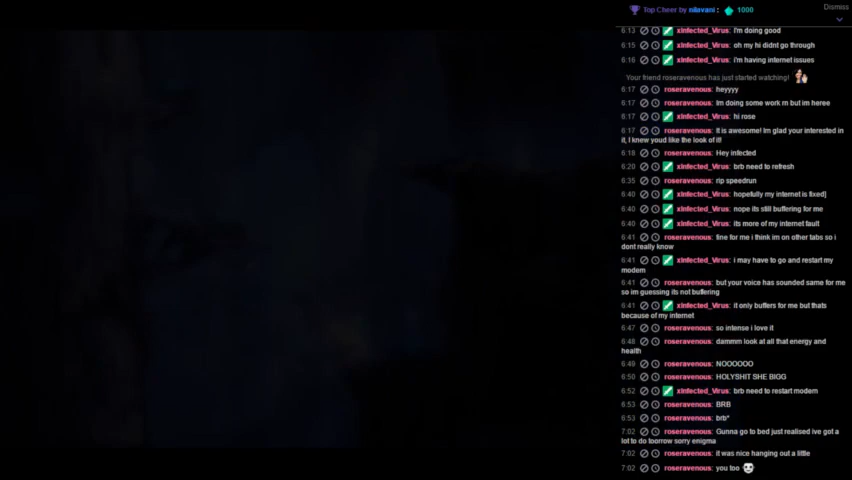 Dismiss
Top Cheer by nilavani : 1000
6:13 xInfected_Virus: I'm doing good
6:15 xInfected_Virus: oh my hi didnt go through
6:16 xInfected_Virus: i'm having internet issues
Your friend roseravenous has just started watching!
6:17 roseravenous: heyyyy
6:17 roseravenous: Im doing some work rn but im heree
6:17 xInfected_Virus: hi rose
6:17 roseravenous: It is awesome! Im glad your interested in
it, I knew youd like the look of it!
6:18 roseravenous: Hey infected
6:20 xInfected_Virus: brb need to refresh
6:35 roseravenous: rip speedrun
6:40 xInfected_Virus: hopefully my internet is fixed]
6:40 xInfected_Virus: nope its still buffering for me
6:40 xInfected_Virus: its more of my internet fault
6:41 roseravenous: fine for me i think im on other tabs so i
dont really know
6:41 xInfected_Virus: i may have to go and restart my
modem
6:41 roseravenous: but your voice has sounded same for me
so im guessing its not buffering
6:41 xInfected_Virus: it only buffers for me but thats
because of my internet
6:47 roseravenous: so intense i love it
6:48 roseravenous: dammm look at all that energy and
health
6:49 roseravenous: NOOOOOO
6:50 roseravenous: HOLYSHIT SHE BIGG
6:52 xInfected_Virus: brb need to restart modem
6:53 roseravenous: BRB
6:53 roseravenous: brb*
7:02 roseravenous: Gunna go to bed just realised ive got a
lot to do toorrow sorry enigma
7:02 roseravenous: it was nice hanging out a little
7:02 roseravenous: you too